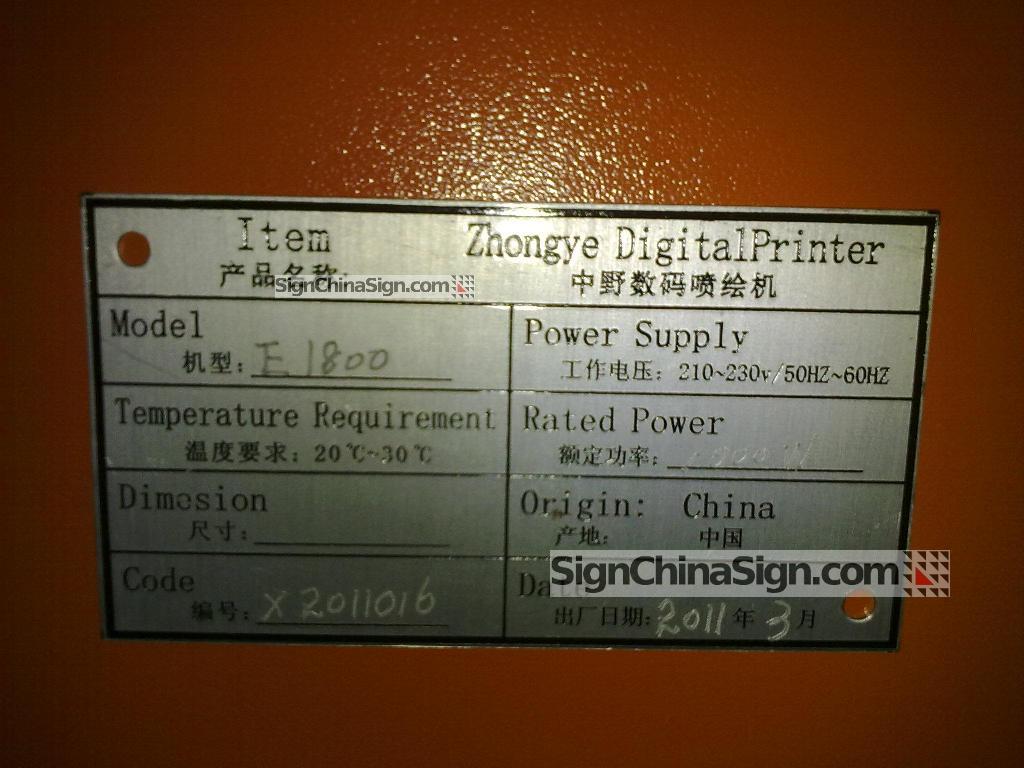 Item
产品名称:
SignChinaSign.com
Zhongye DigitalPrinter
中野数码喷绘机
Model
机型: E1800
Power Supply
工作电压: 210~230v/50HZ~60HZ
Temperature Requirement
温度要求: 20℃~30℃
Rated Power
额定功率:
Dimesion
尺寸:
Origin: China
产地: 中国
Code
编号: X2011016
Date
SignChinaSign.com
出厂日期: 2011年3月